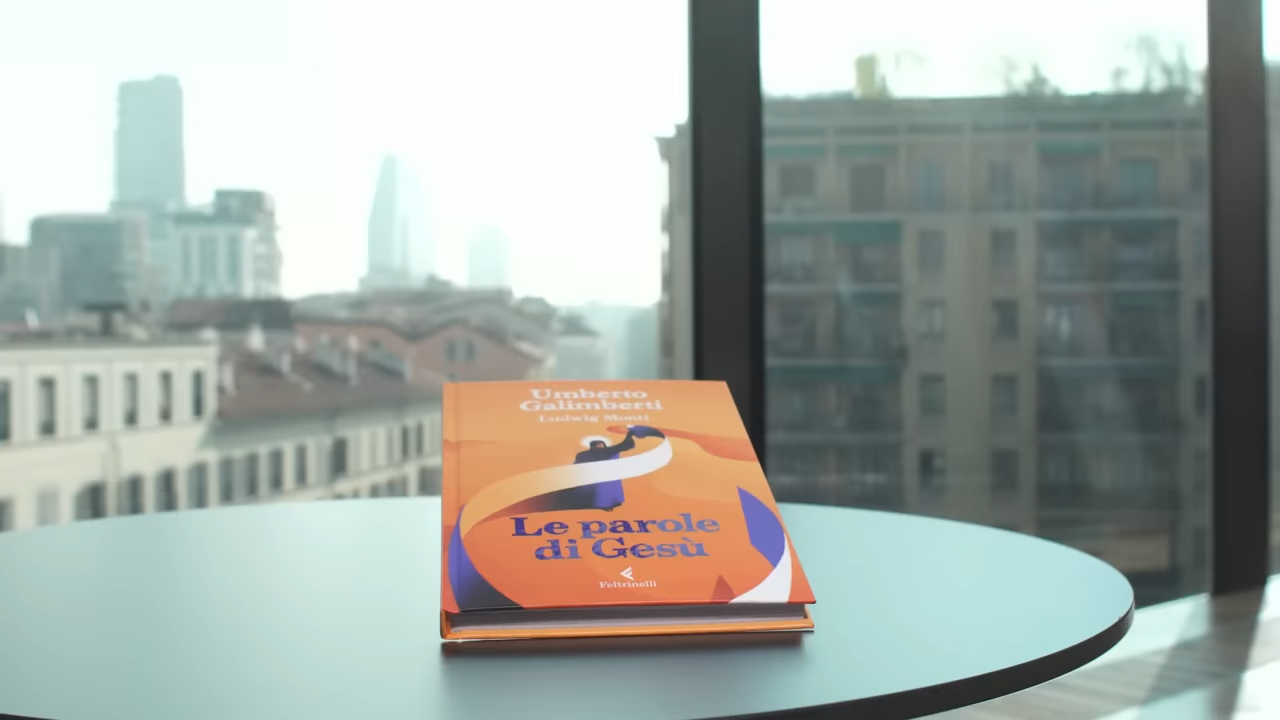 Umberto
Galimberti
Ludwig Monti
Le parole
di Gesù
Feltrinelli